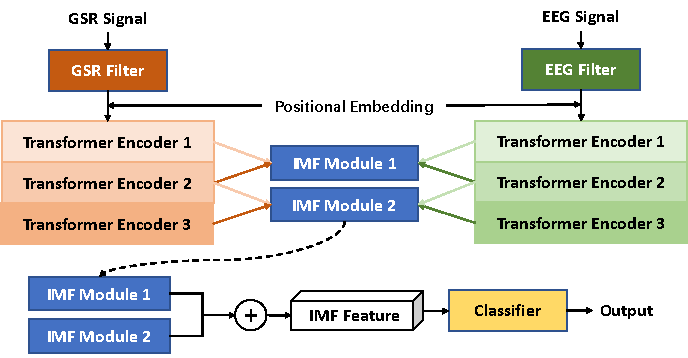 GSR Signal
EEG Signal
GSR Filter
EEG Filter
Positional Embedding
Transformer Encoder 1
IMF Module 1
Transformer Encoder 1
Transformer Encoder 2
IMF Module 2
Transformer Encoder 2
Transformer Encoder 3
Transformer Encoder 3
IMF Module 1
IMF Module 2
+
IMF Feature
Classifier
Output